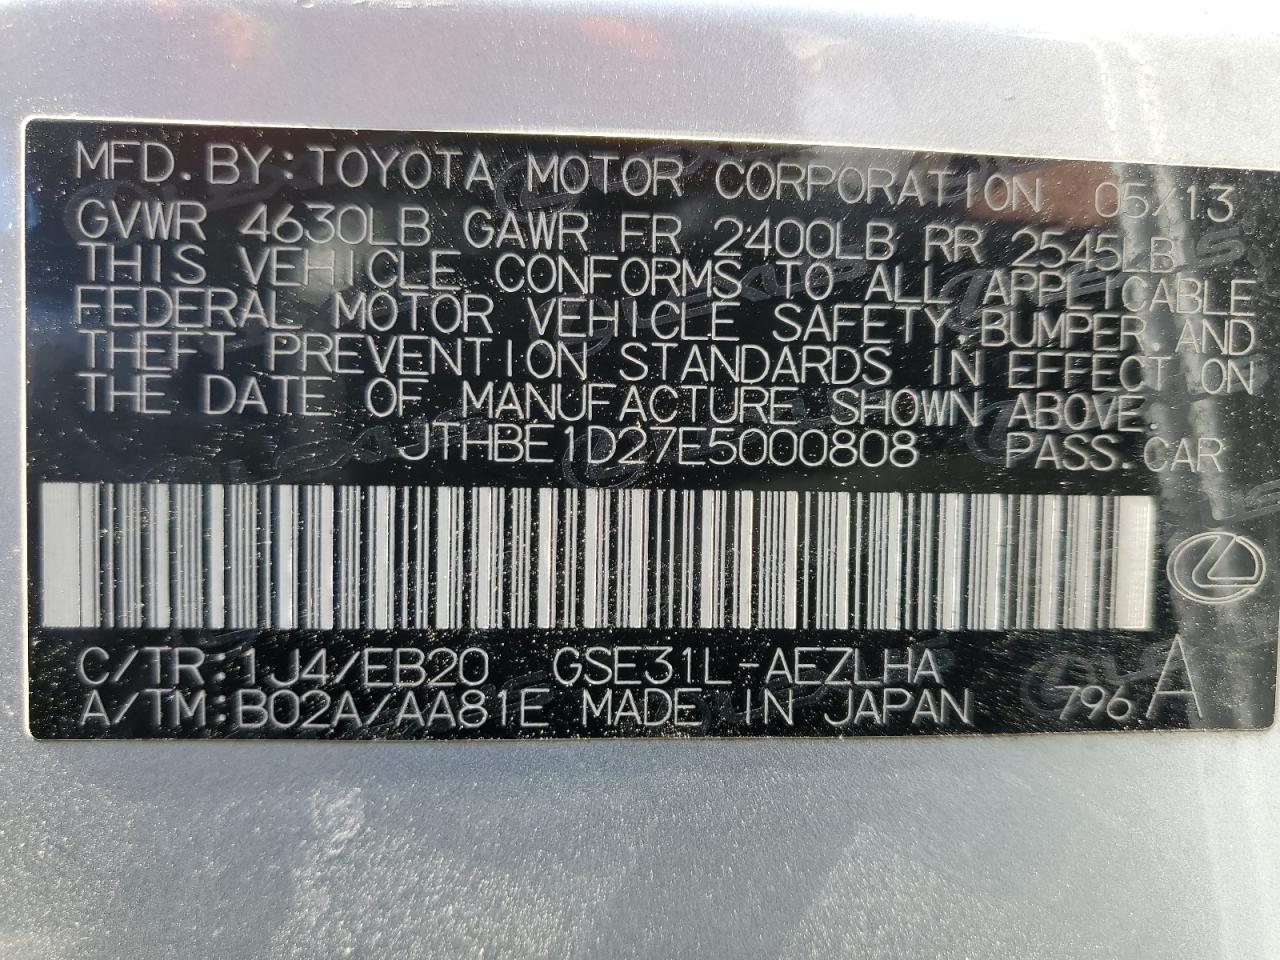 MFD. BY: TOYOTA MOTOR CORPORATION 05/13
GVWR 4630LB GAWR FR 2400LB RR 2545LB
THIS VEHICLE CONFORMS TO ALL APPLICABLE
FEDERAL MOTOR VEHICLE SAFETY, BUMPER, AND
THEFT PREVENTION STANDARDS IN EFFECT ON
THE DATE OF MANUFACTURE SHOWN ABOVE.
JTHBE1D27E5000808 PASS. CAR
C/TR: 1J4/EB20 GSE31L-AEZLHA
A/TM: B02A/AA81E MADE IN JAPAN 796 A